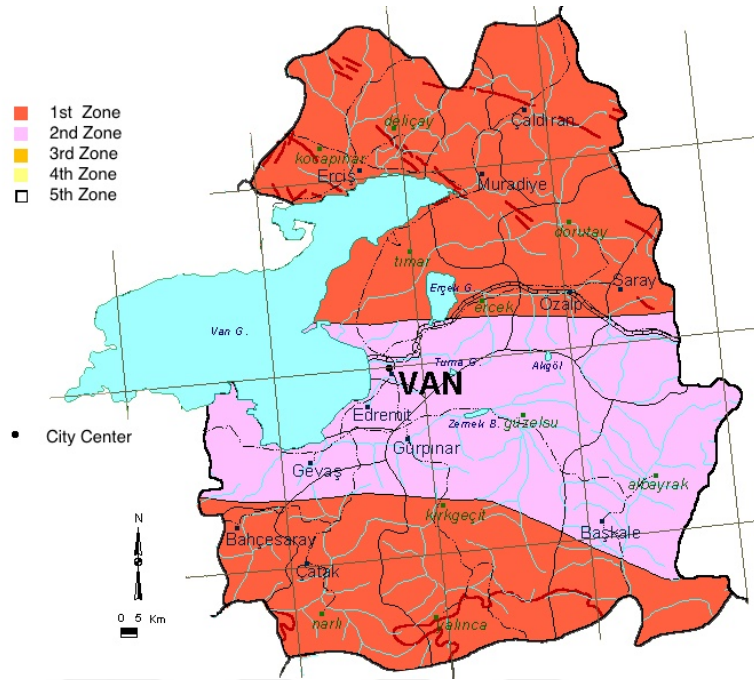 1st Zone
2nd Zone
3rd Zone
4th Zone
5th Zone
City Center
N
0 5 Km
Çaldıran
deliçay
kocapınar
Erciş
Muradiye
dorutay
tımar
Saray
Erçek G.
ercek
Özalp
Van G.
Turna G.
Akgöl
VAN
Edremit
Zernek B.
güzelsu
Gürpınar
Gevaş
albayrak
kırkgeçit
Başkale
Bahçesaray
Çatak
narlı
yalınca